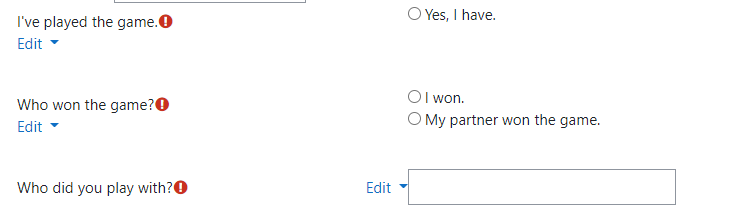 I've played the game.
Yes, I have.
Edit
Who won the game?
I won.
Edit
My partner won the game.
Who did you play with?
Edit